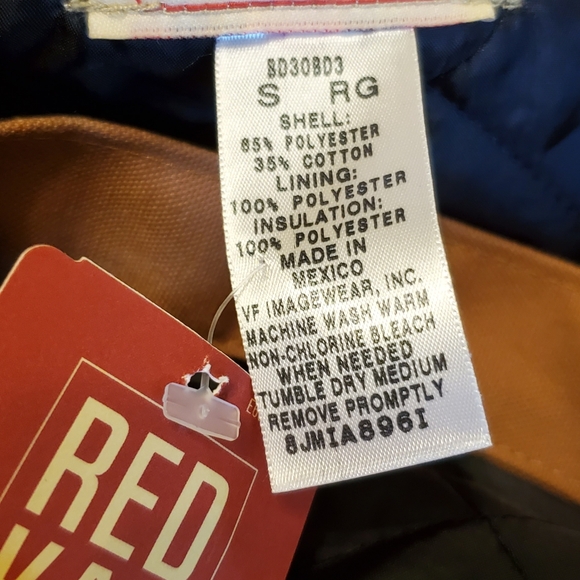 BD30BD3
S RG
SHELL:
65% POLYESTER
35% COTTON
LINING:
100% POLYESTER
INSULATION:
100% POLYESTER
MADE IN
MEXICO
VF IMAGEWEAR, INC.
MACHINE WASH WARM
NON-CHLORINE BLEACH
WHEN NEEDED
TUMBLE DRY MEDIUM
REMOVE PROMPTLY
8JMIA896I
RED